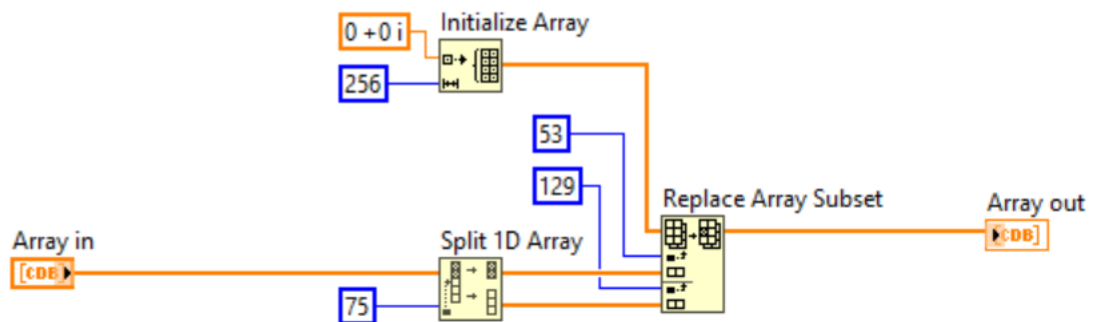 Initialize Array
0 +0 i
256
53
129
Replace Array Subset
Array out
CDB]
Array in
[CDB
Split 1D Array
75